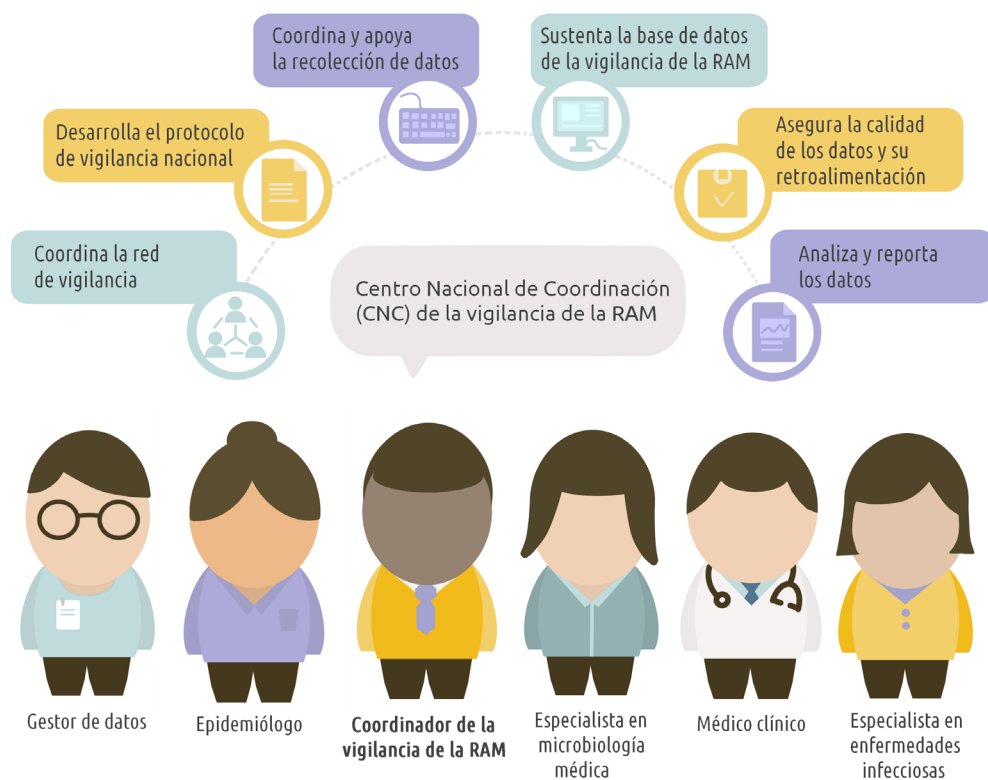 Coordina y apoya
la recolección de datos
Sustenta la base de datos
de la vigilancia de la RAM
Desarrolla el protocolo
de vigilancia nacional
Asegura la calidad
de los datos y su
retroalimentación
Coordina la red
de vigilancia
Analiza y reporta
los datos
Centro Nacional de Coordinación
(CNC) de la vigilancia de la RAM
Gestor de datos
Epidemiólogo
Coordinador de la
vigilancia de la RAM
Especialista en
microbiología
médica
Médico clínico
Especialista en
enfermedades
infecciosas